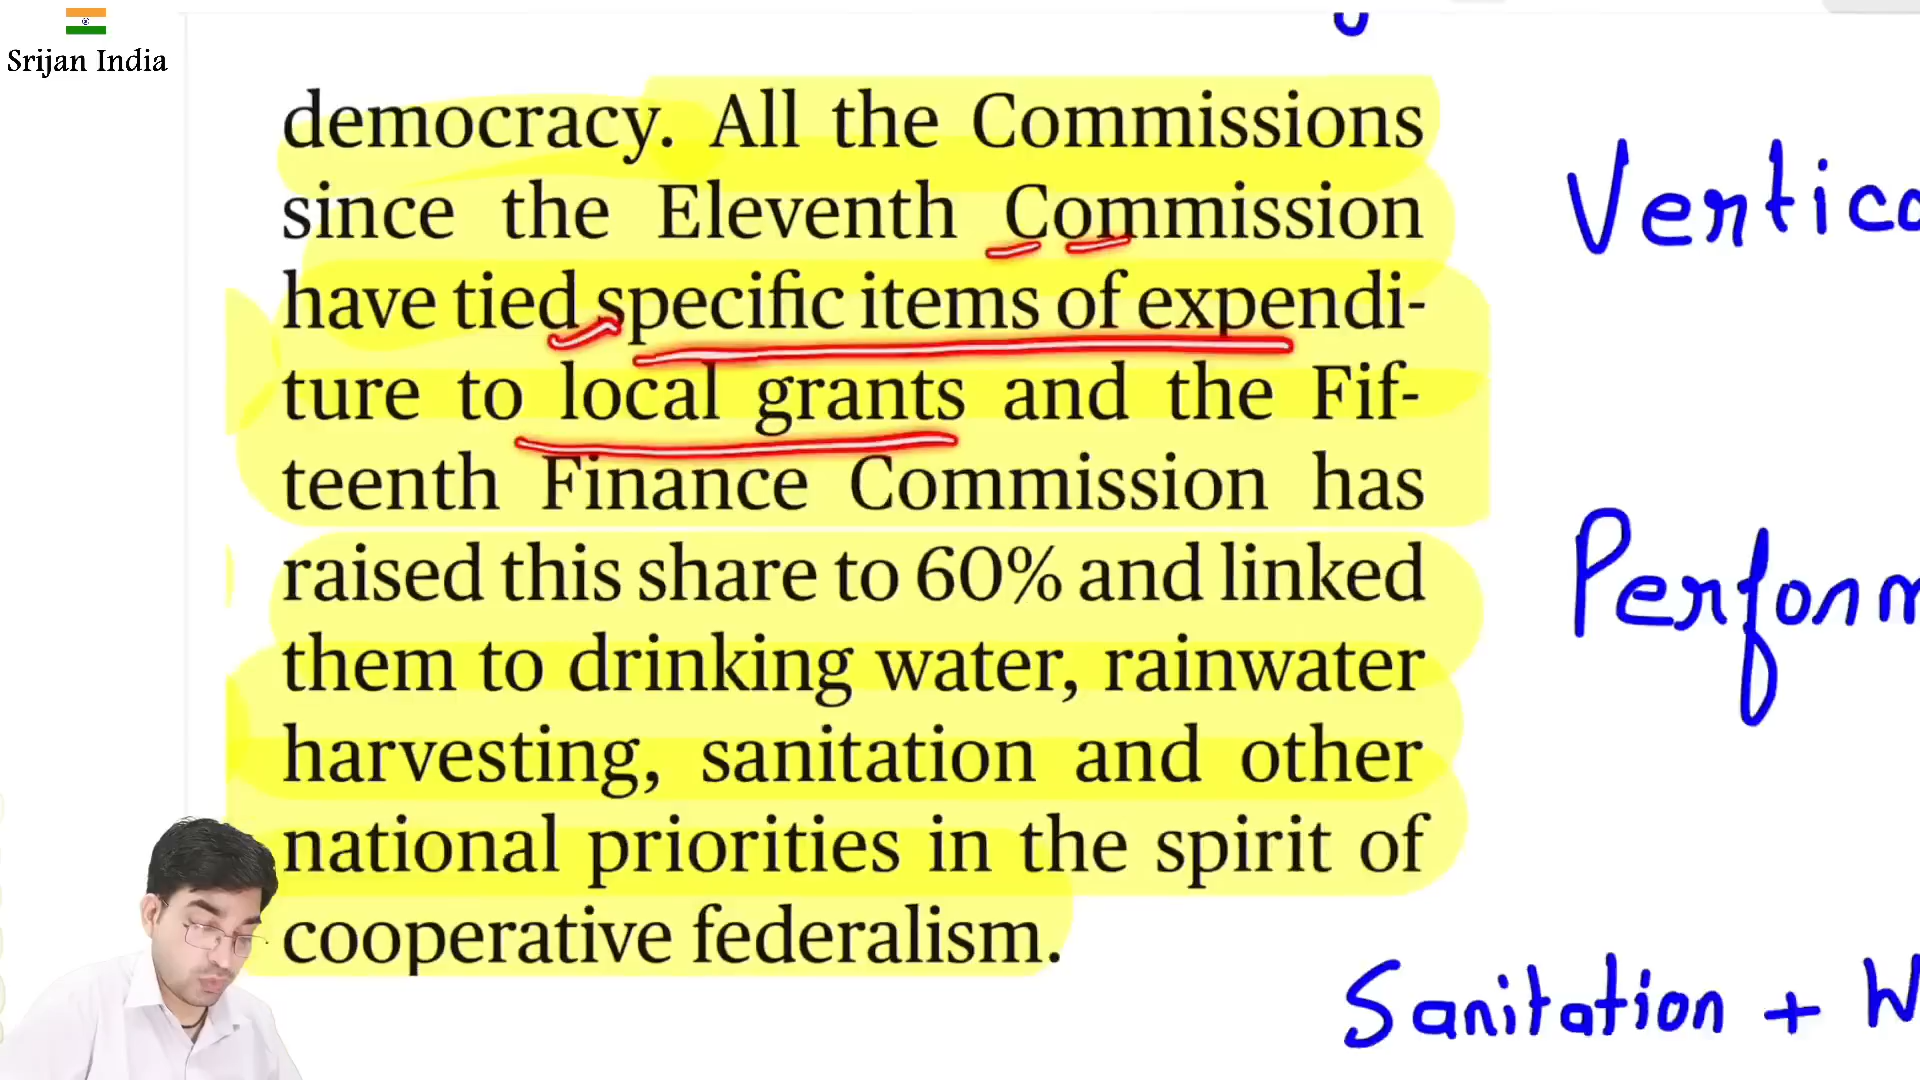 Srijan India
democracy. All the Commissions
since the Eleventh Commission
have tied specific items of expendi-
ture to local grants and the Fif-
teenth Finance Commission has
raised this share to 60% and linked
them to drinking water, rainwater
harvesting, sanitation and other
national priorities in the spirit of
cooperative federalism.
Sanitation +